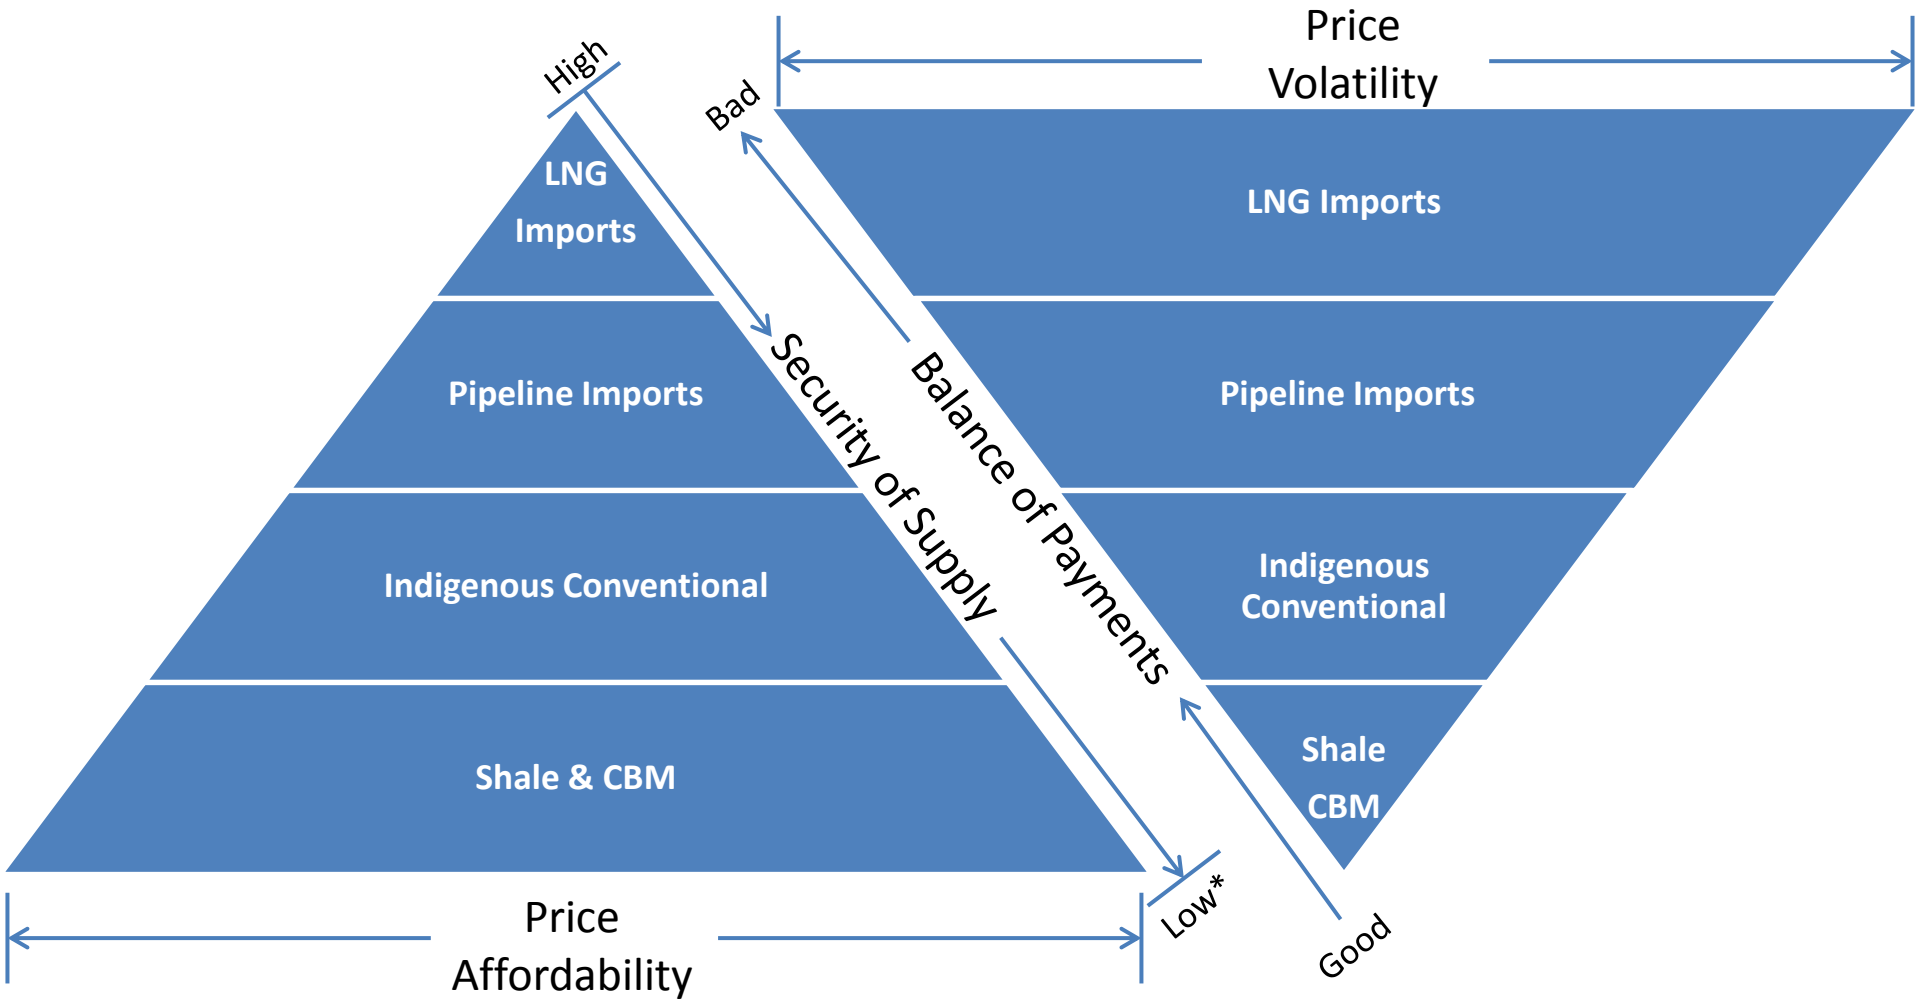 High
LNG
Imports
Pipeline Imports
Indigenous Conventional
Shale & CBM
Price
Affordability
Security of Supply
Low*
Bad
Balance of Payments
Good
Price
Volatility
LNG Imports
Pipeline Imports
Indigenous
Conventional
Shale
CBM